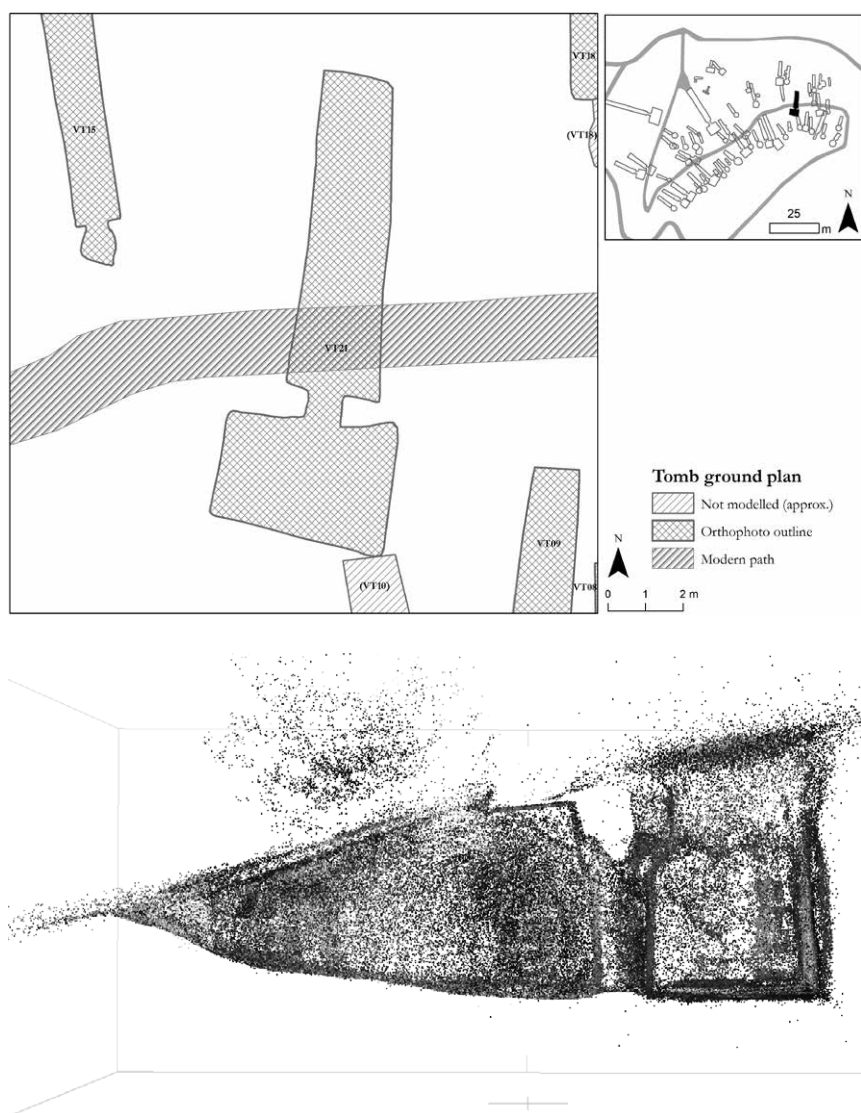 VT15
VT18
(VT18)
VT21
(VT10)
VT09
VT08
N
25
m
Tomb ground plan
Not modelled (approx.)
Orthophoto outline
Modern path
N
0 1 2 m